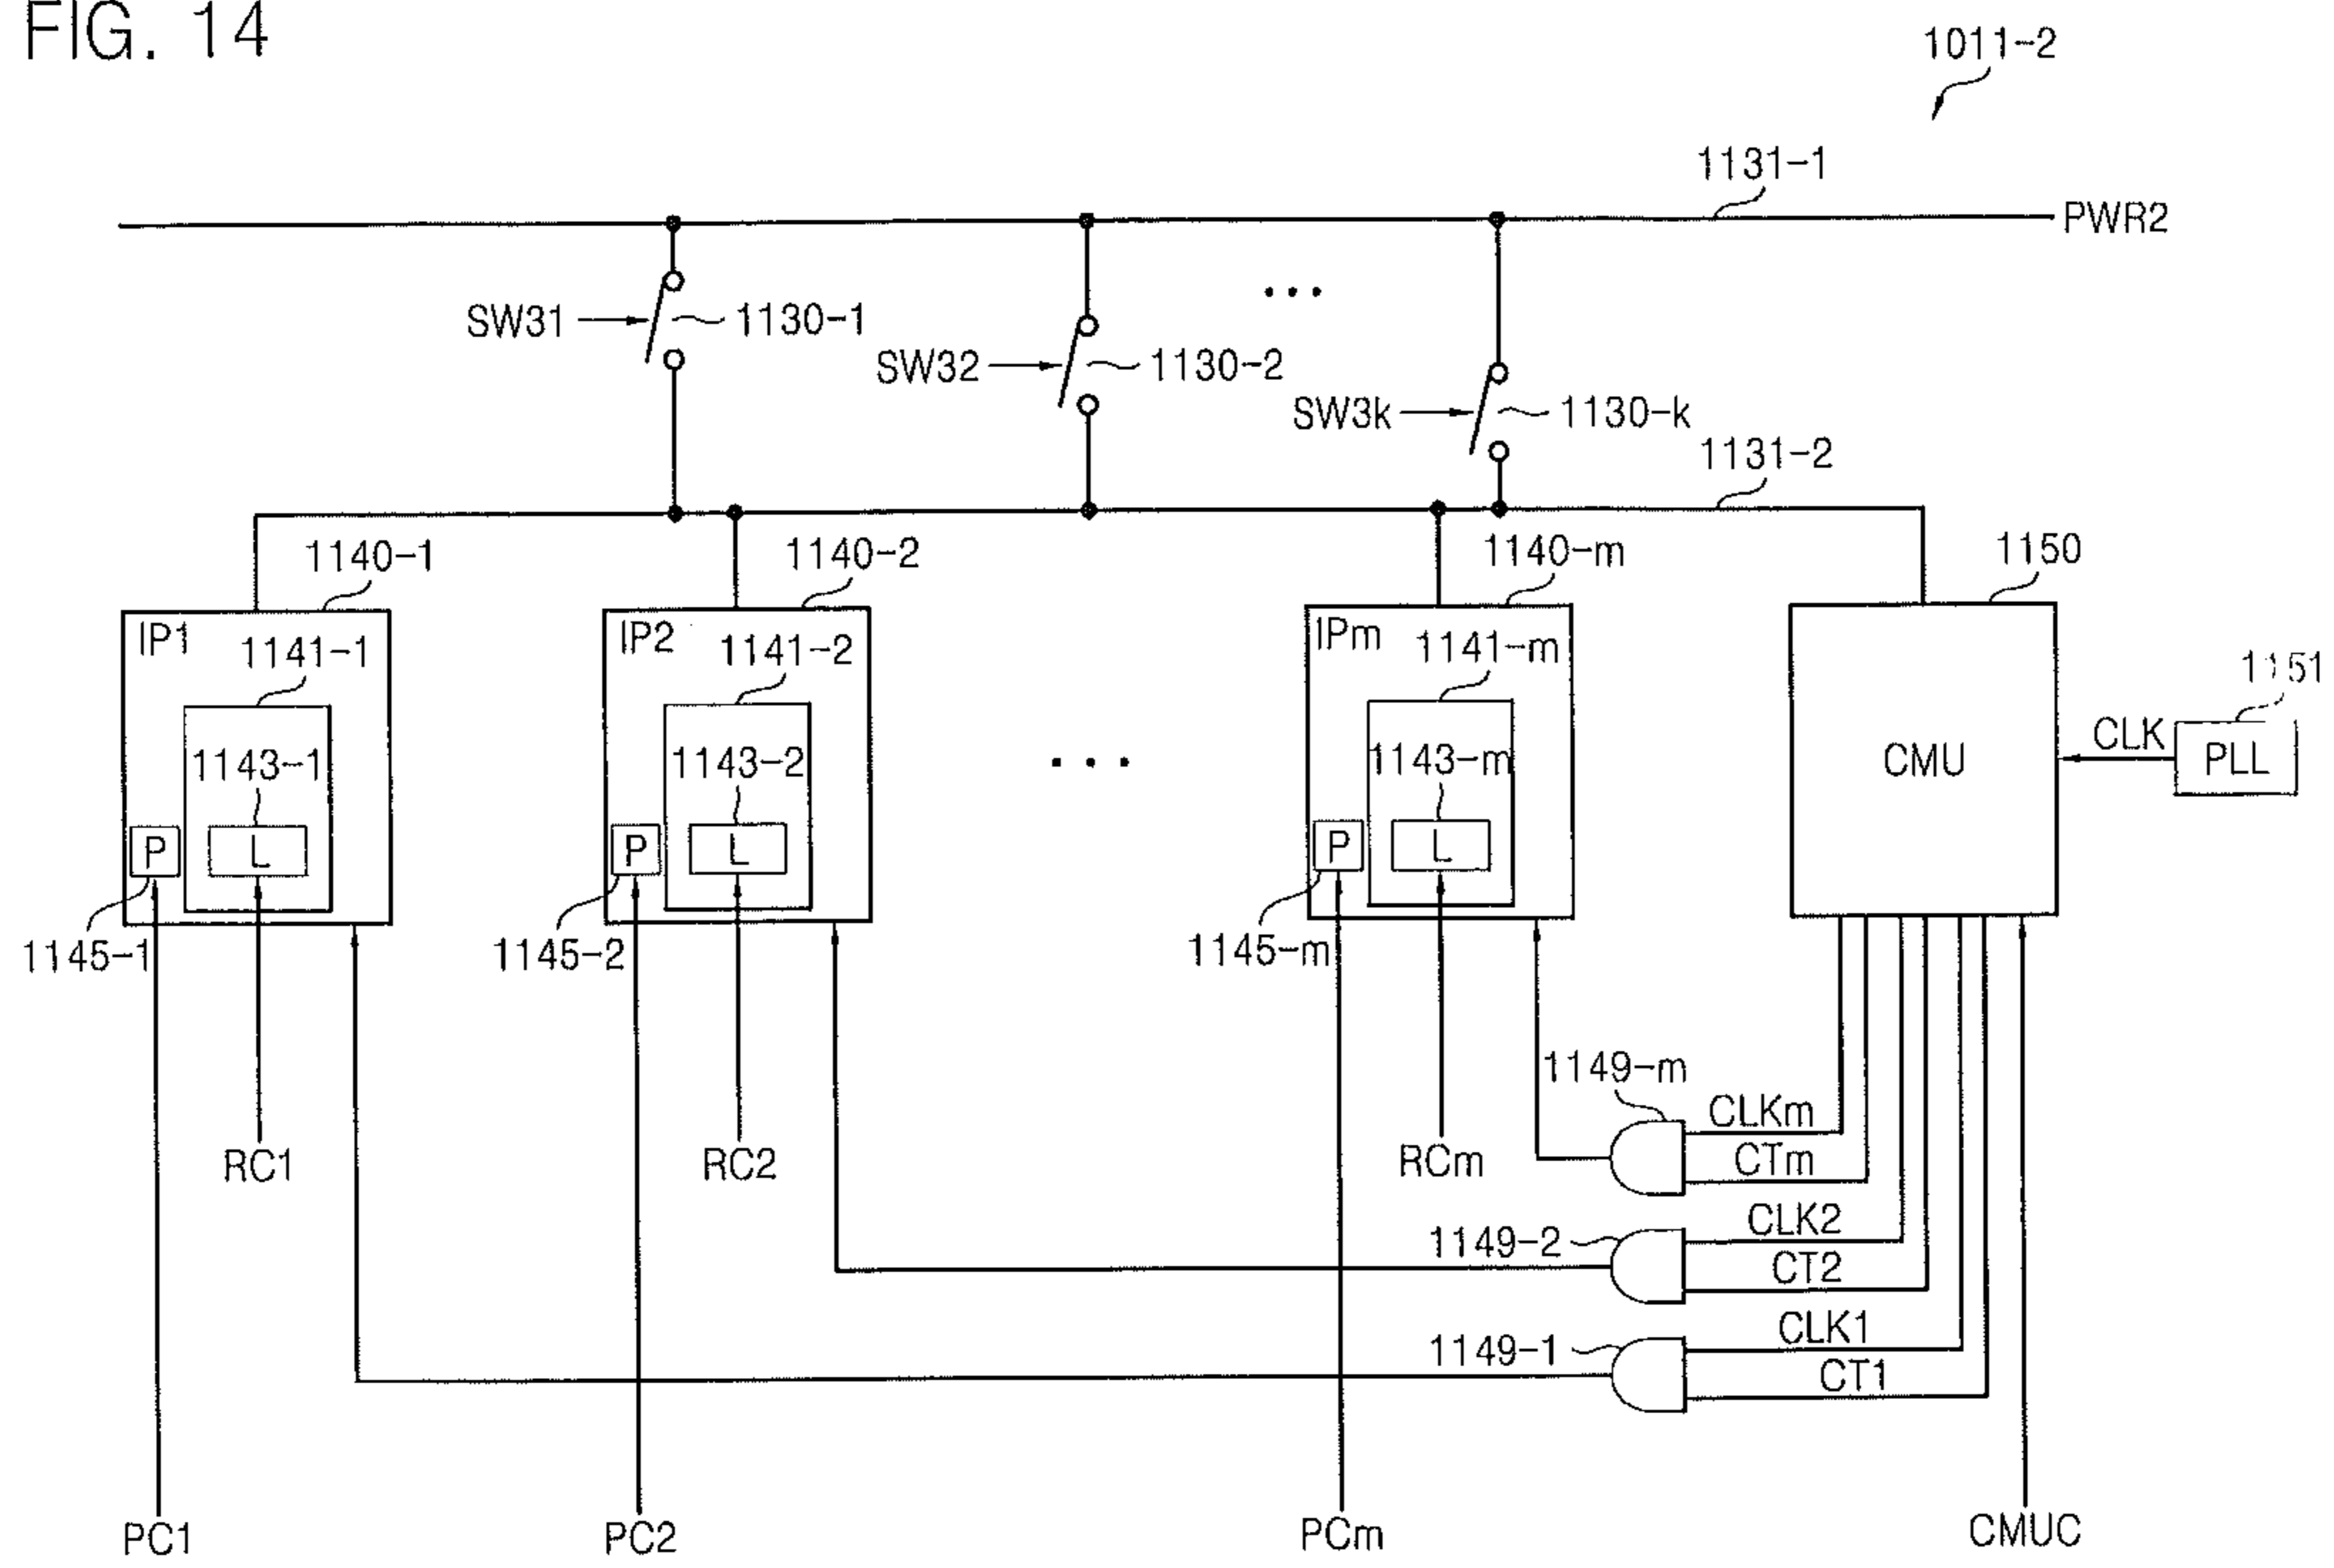 FIG. 14
1011-2
1131-1
PWR2
SW31
1130-1
SW32
1130-2
SW3k
1130-k
1131-2
1140-1
1140-2
1140-m
1150
IP1
1141-1
IP2
1141-2
IPm
1141-m
1151
1143-1
1143-2
1143-m
CMU
CLK
PLL
P
L
P
L
P
L
1145-1
1145-2
1145-m
1149-m
CLKm
RC1
RC2
RCm
CTm
CLK2
1149-2
CT2
CLK1
1149-1
CT1
PC1
PC2
PCm
CMUC